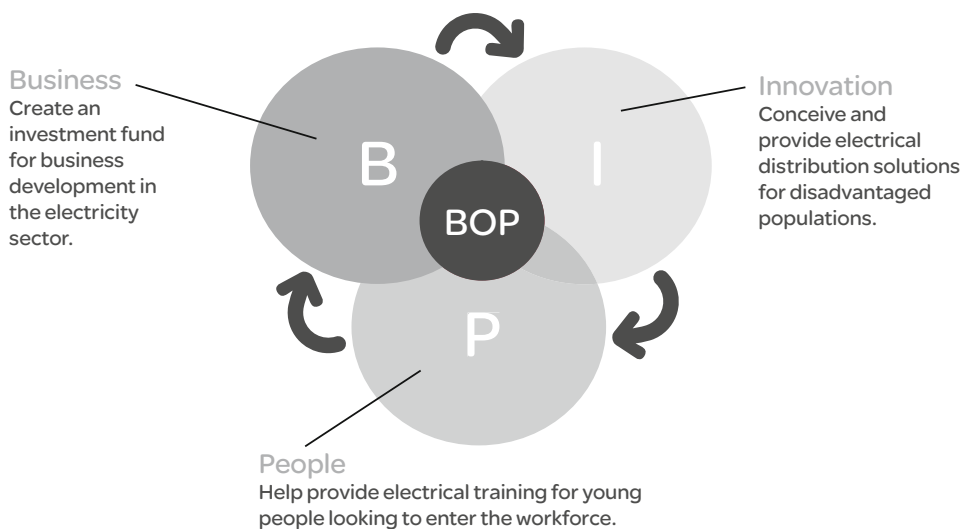 Business
Create an
investment fund
for business
development in
the electricity
sector.
B
I
BOP
P
Innovation
Conceive and
provide electrical
distribution solutions
for disadvantaged
populations.
People
Help provide electrical training for young
people looking to enter the workforce.